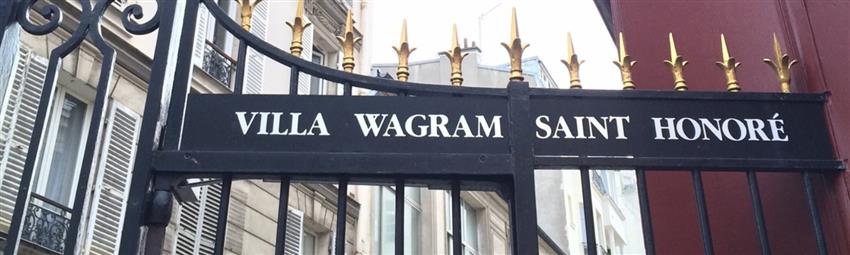 VILLA WAGRAM SAINT HONORÉ